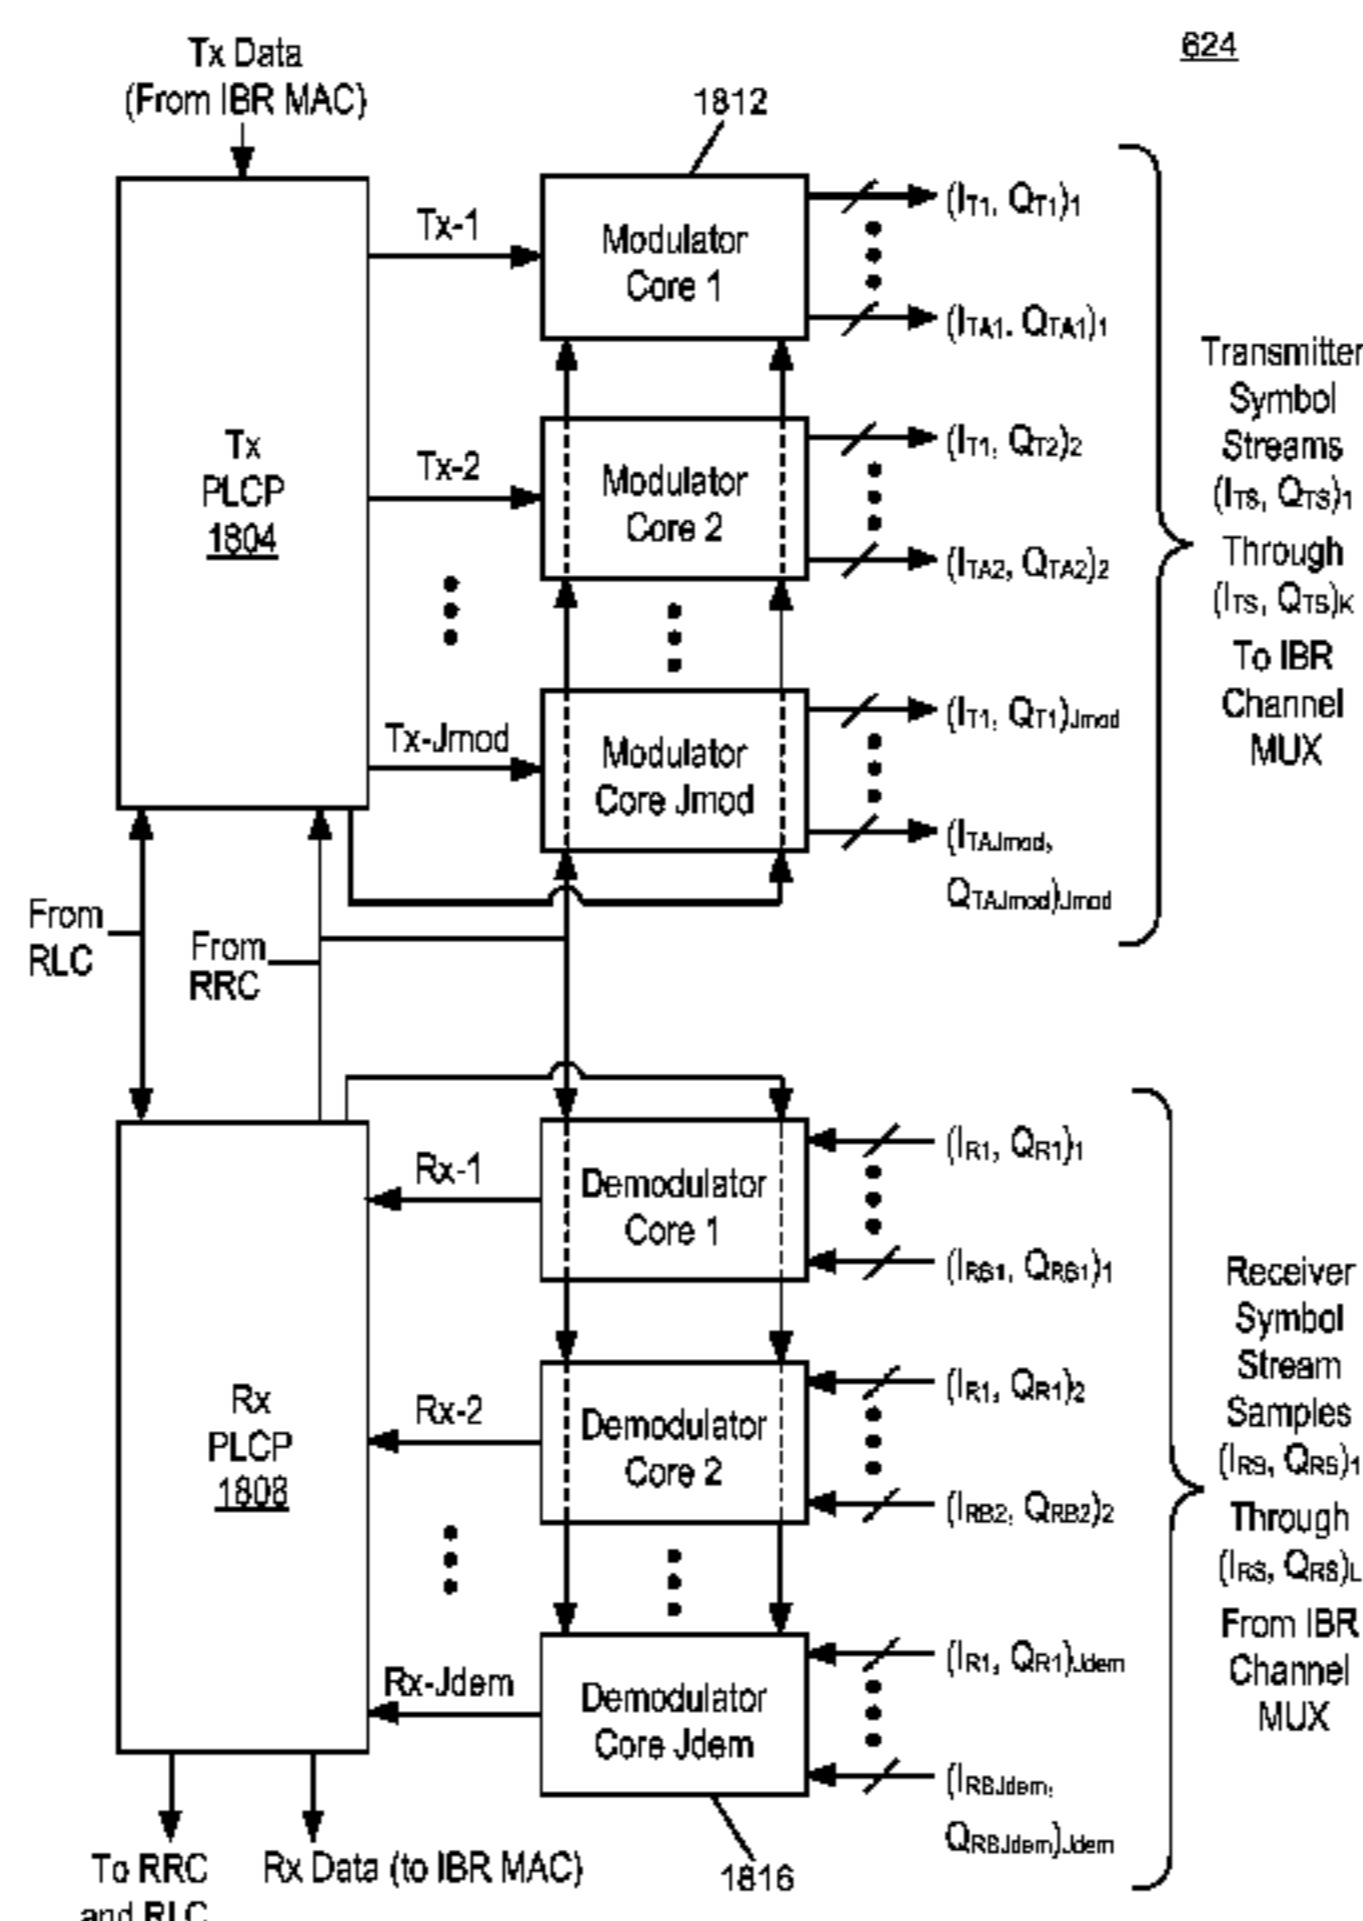 624
Tx Data
(From IBR MAC)
1812
Tx-1
Modulator
Core 1
(IT1, QT1)1
(ITA1. QTA1)1
Tx
PLCP
1804
Tx-2
Modulator
Core 2
(IT1, QT2)2
(ITA2, QTA2)2
Tx-Jmod
Modulator
Core Jmod
(IT1, QT1)Jmod
(ITAJmod,
QTAJmod)Jmod
Transmitter
Symbol
Streams
(ITS, QTS)1
Through
(ITS, QTS)K
To IBR
Channel
MUX
From
RLC
From
RRC
Rx-1
Demodulator
Core 1
(IR1, QR1)1
Rx
PLCP
1808
Rx-2
Demodulator
Core 2
(IR1, QR1)2
(IRB2, QRB2)2
Rx-Jdem
Demodulator
Core Jdem
(IR1, QR1)Jdem
(IRBJdem,
QRBJdem)Jdem
Receiver
Symbol
Stream
Samples
(IRS, QRS)1
Through
(IRS, QRS)L
From IBR
Channel
MUX
1816
To RRC
and RLC
Rx Data (to IBR MAC)